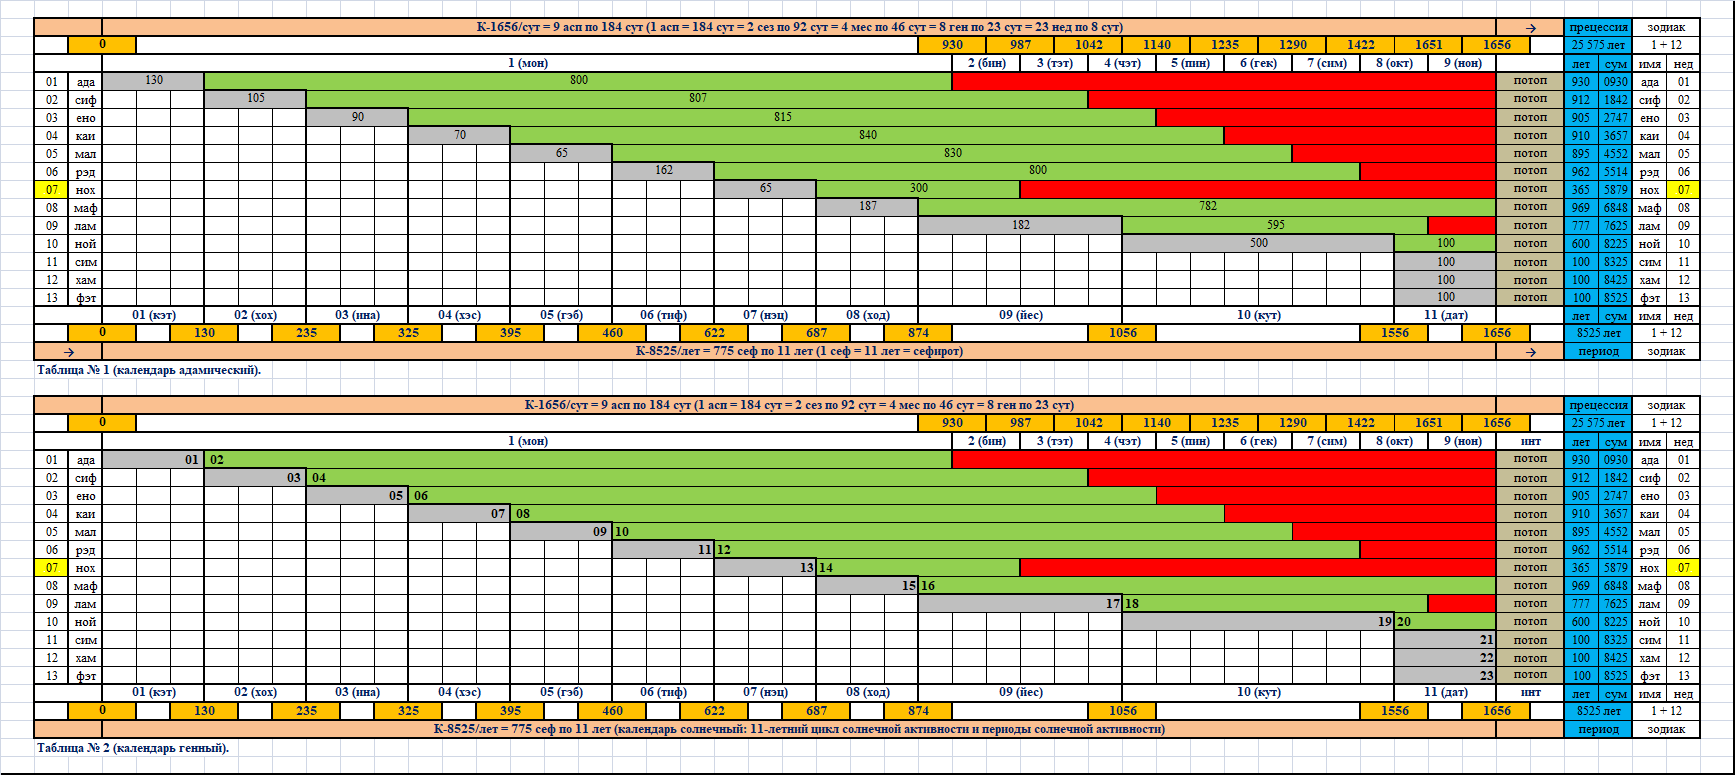 К-1656/сут = 9 асп по 184 сут (1 асп = 184 сут = 2 сез по 92 сут = 4 мес по 46 сут = 8 ген по 23 сут = 23 нед по 8 сут) → прецессия зодиак
0 930 987 1042 1140 1235 1290 1422 1651 1656 25 575 лет 1 + 12
1 (мон) 2 (бин) 3 (тэт) 4 (чэт) 5 (пин) 6 (гек) 7 (сим) 8 (окт) 9 (нон) лет сум имя нед
01 ада 130 800 потоп 930 0930 ада 01
02 сиф 105 807 потоп 912 1842 сиф 02
03 ено 90 815 потоп 905 2747 ено 03
04 каи 70 840 потоп 910 3657 каи 04
05 мал 65 830 потоп 895 4552 мал 05
06 рэд 162 800 потоп 962 5514 рэд 06
07 нох 65 300 потоп 365 5879 нох 07
08 маф 187 782 потоп 969 6848 маф 08
09 лам 182 595 потоп 777 7625 лам 09
10 ной 500 100 потоп 600 8225 ной 10
11 сим 100 потоп 100 8325 сим 11
12 хам 100 потоп 100 8425 хам 12
13 фэт 100 потоп 100 8525 фэт 13
01 (кэт) 02 (хох) 03 (ина) 04 (хэс) 05 (гэб) 06 (тиф) 07 (нэц) 08 (ход) 09 (йес) 10 (кут) 11 (дат) лет сум имя нед
0 130 235 325 395 460 622 687 874 1056 1556 1656 8525 лет 1 + 12
→ К-8525/лет = 775 сеф по 11 лет (1 сеф = 11 лет = сефирот) → период зодиак
Таблица № 1 (календарь адамический).
К-1656/сут = 9 асп по 184 сут (1 асп = 184 сут = 2 сез по 92 сут = 4 мес по 46 сут = 8 ген по 23 сут) прецессия зодиак
0 930 987 1042 1140 1235 1290 1422 1651 1656 25 575 лет 1 + 12
1 (мон) 2 (бин) 3 (тэт) 4 (чэт) 5 (пин) 6 (гек) 7 (сим) 8 (окт) 9 (нон) инт лет сум имя нед
01 ада 01 02 потоп 930 0930 ада 01
02 сиф 03 04 потоп 912 1842 сиф 02
03 ено 05 06 потоп 905 2747 ено 03
04 каи 07 08 потоп 910 3657 каи 04
05 мал 09 10 потоп 895 4552 мал 05
06 рэд 11 12 потоп 962 5514 рэд 06
07 нох 13 14 потоп 365 5879 нох 07
08 маф 15 16 потоп 969 6848 маф 08
09 лам 17 18 потоп 777 7625 лам 09
10 ной 19 20 потоп 600 8225 ной 10
11 сим 21 потоп 100 8325 сим 11
12 хам 22 потоп 100 8425 хам 12
13 фэт 23 потоп 100 8525 фэт 13
01 (кэт) 02 (хох) 03 (ина) 04 (хэс) 05 (гэб) 06 (тиф) 07 (нэц) 08 (ход) 09 (йес) 10 (кут) 11 (дат) инт лет сум имя нед
0 130 235 325 395 460 622 687 874 1056 1556 1656 8525 лет 1 + 12
К-8525/лет = 775 сеф по 11 лет (календарь солнечный: 11-летний цикл солнечной активности и периоды солнечной активности) период зодиак
Таблица № 2 (календарь генный).